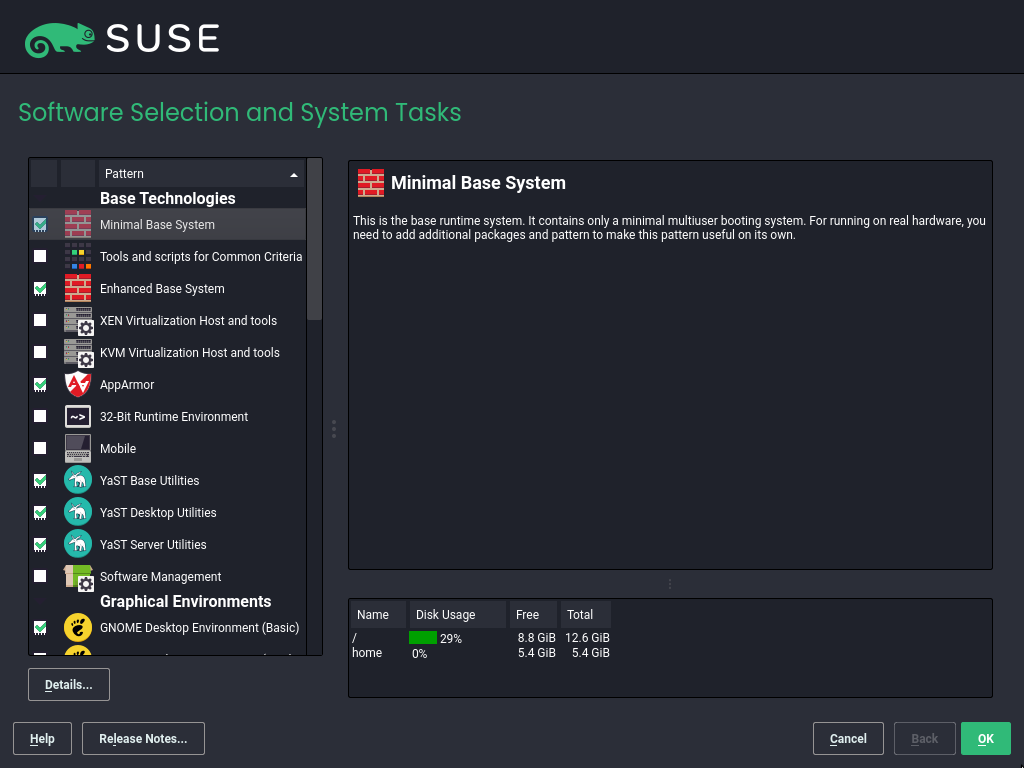 SUSE
Software Selection and System Tasks
Pattern
Base Technologies
Minimal Base System
Tools and scripts for Common Criteria
Enhanced Base System
XEN Virtualization Host and tools
KVM Virtualization Host and tools
AppArmor
~> 32-Bit Runtime Environment
Mobile
YaST Base Utilities
YaST Desktop Utilities
YaST Server Utilities
Software Management
Graphical Environments
GNOME Desktop Environment (Basic)
Details...
Minimal Base System
This is the base runtime system. It contains only a minimal multiuser booting system. For running on real hardware, you
need to add additional packages and pattern to make this pattern useful on its own.
Name Disk Usage Free Total
/ 29% 8.8 GiB 12.6 GiB
home 0% 5.4 GiB 5.4 GiB
Help Release Notes... Cancel Back OK